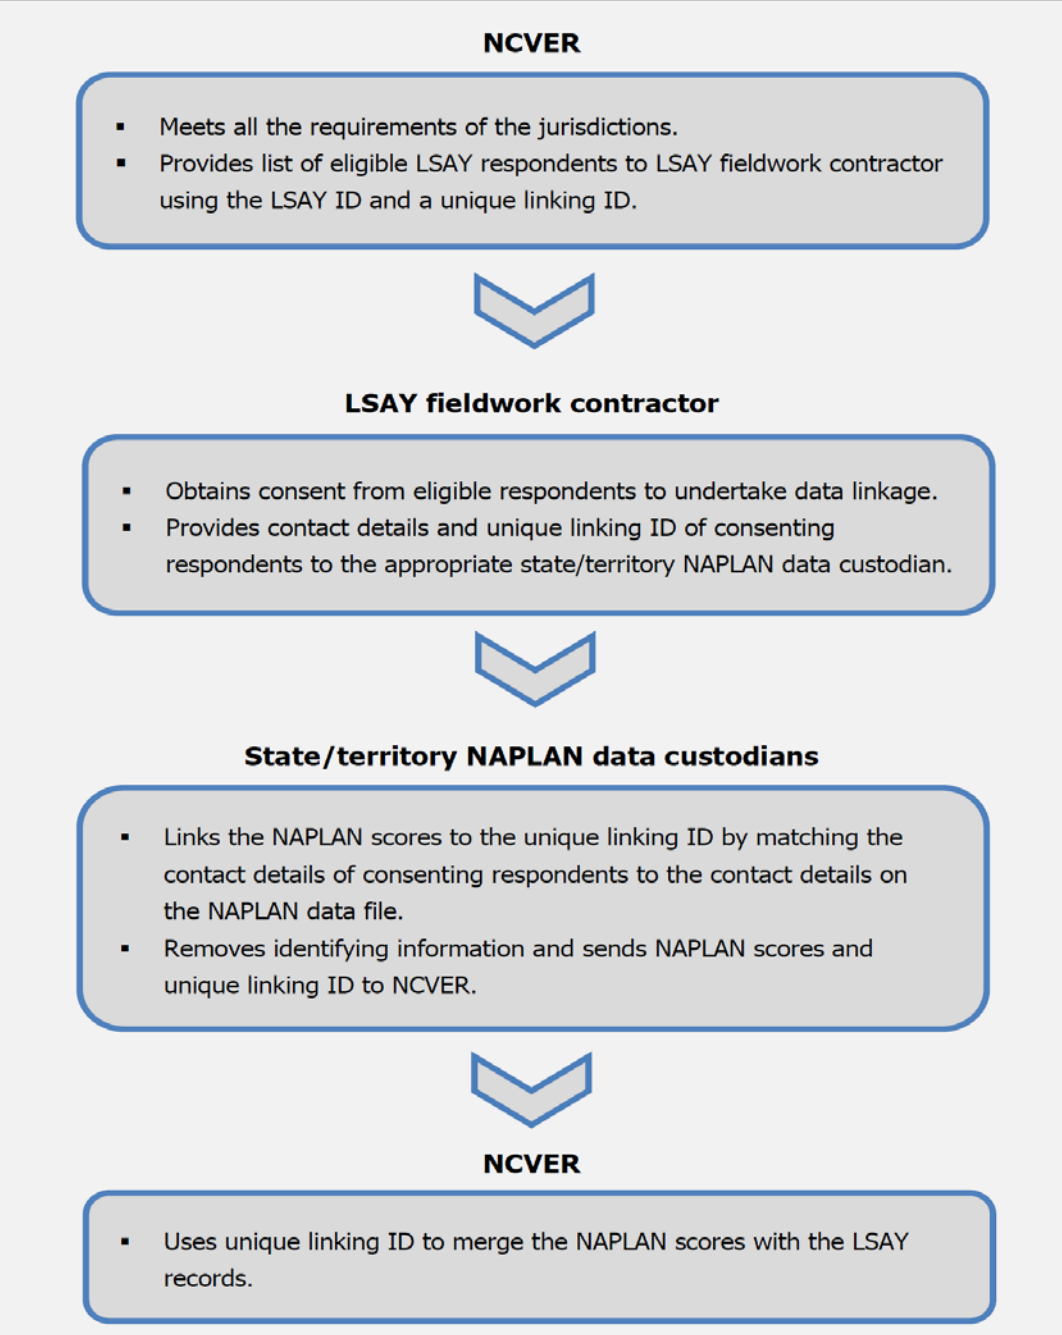 NCVER
▪ Meets all the requirements of the jurisdictions.
▪ Provides list of eligible LSAY respondents to LSAY fieldwork contractor
using the LSAY ID and a unique linking ID.
LSAY fieldwork contractor
▪ Obtains consent from eligible respondents to undertake data linkage.
▪ Provides contact details and unique linking ID of consenting
respondents to the appropriate state/territory NAPLAN data custodian.
State/territory NAPLAN data custodians
▪ Links the NAPLAN scores to the unique linking ID by matching the
contact details of consenting respondents to the contact details on
the NAPLAN data file.
▪ Removes identifying information and sends NAPLAN scores and
unique linking ID to NCVER.
NCVER
▪ Uses unique linking ID to merge the NAPLAN scores with the LSAY
records.